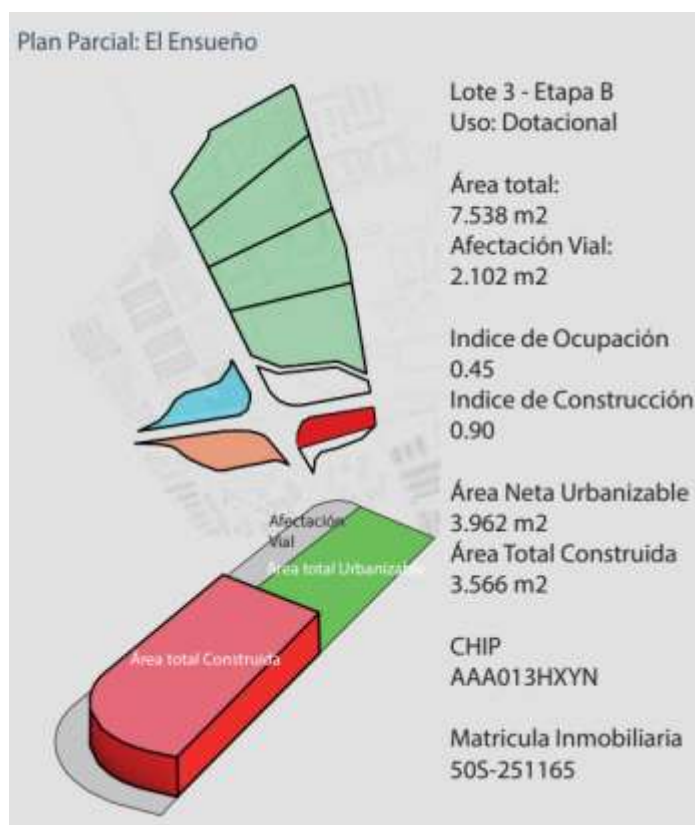 Plan Parcial: El Ensueño
Lote 3 - Etapa B
Uso: Dotacional
Área total:
7.538 m2
Afectación Vial:
2.102 m2
Indice de Ocupación
0.45
Indice de Construcción
0.90
Área Neta Urbanizable
3.962 m2
Área Total Construida
3.566 m2
CHIP
AAA013HXYN
Matricula Inmobiliaria
50S-251165
Afectación
Vial
Área total Urbanizable
Área total Construida